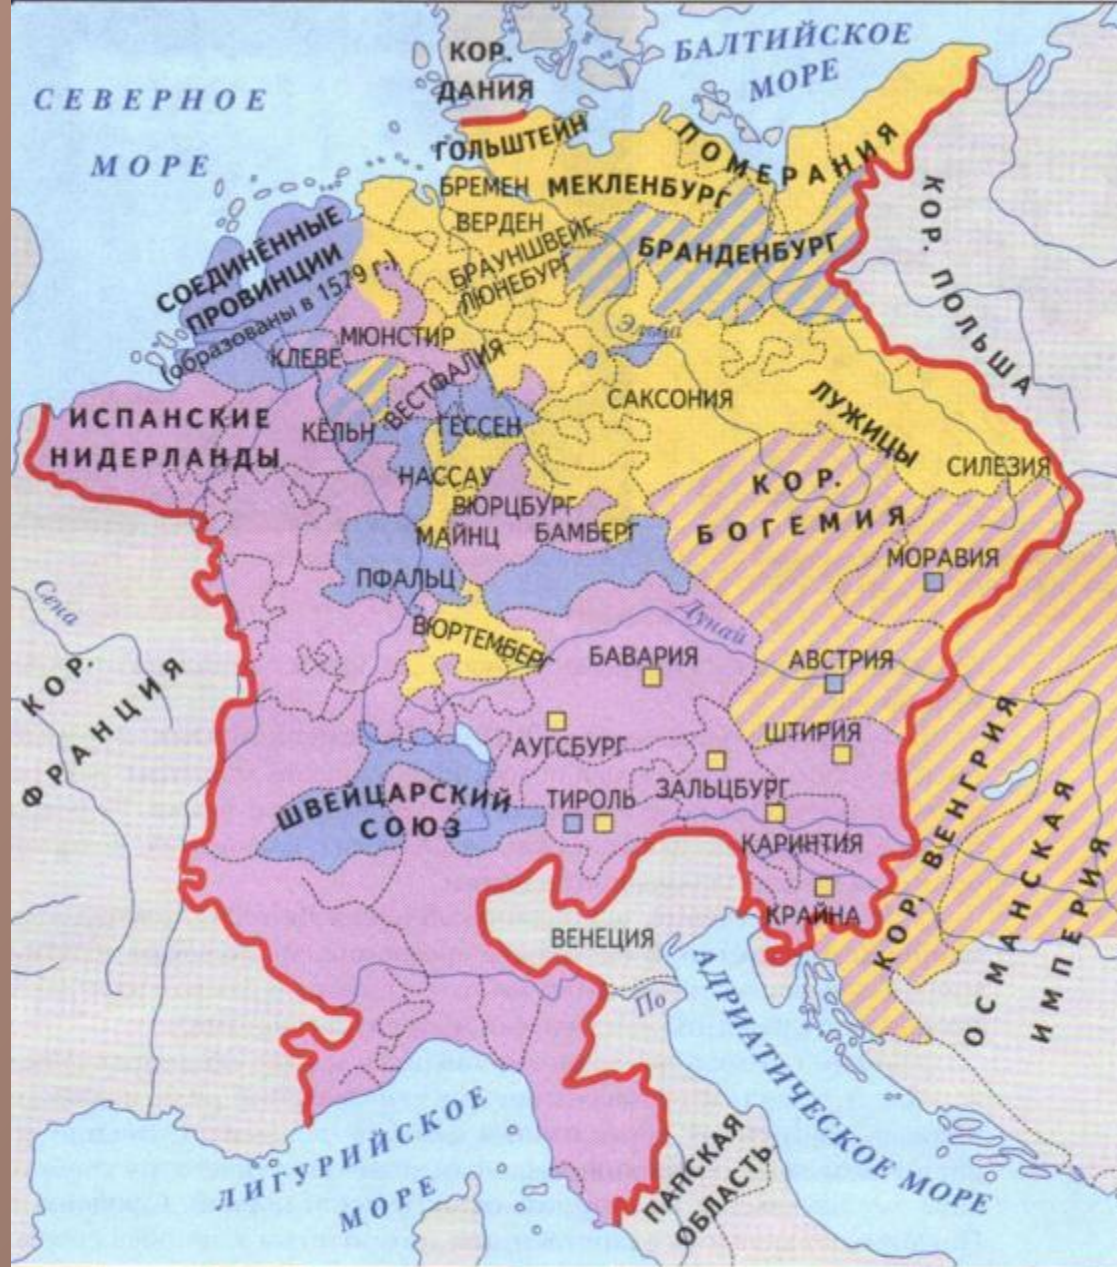 СЕВЕРНОЕ
МОРЕ
КОР.
ДАНИЯ
БАЛТИЙСКОЕ
МОРЕ
ГОЛЬШТЕЙН
ПОМЕРАНИЯ
БРЕМЕН
МЕКЛЕНБУРГ
ВЕРДЕН
БРАУНШВЕЙГ
ЛЮНЕБУРГ
БРАНДЕНБУРГ
КОР. ПОЛЬША
СОЕДИНЁННЫЕ
ПРОВИНЦИИ
(образованы в 1579 г.)
Эльба
МЮНСТИР
КЛЕВЕ
ВЕСТФАЛИЯ
САКСОНИЯ
ЛУЖИЦЫ
ИСПАНСКИЕ
НИДЕРЛАНДЫ
КЁЛЬН
ГЕССЕН
СИЛЕЗИЯ
НАССАУ
КОР.
БОГЕМИЯ
ВЮРЦБУРГ
МАЙНЦ
БАМБЕРГ
МОРАВИЯ
ПФАЛЬЦ
Сена
Дунай
КОР.
ФРАНЦИЯ
ВЮРТЕМБЕРГ
БАВАРИЯ
АВСТРИЯ
АУГСБУРГ
ШТИРИЯ
ШВЕЙЦАРСКИЙ
СОЮЗ
ТИРОЛЬ
ЗАЛЬЦБУРГ
КАРИНТИЯ
КРАЙНА
КОР. ВЕНГРИЯ
ОСМАНСКАЯ
ИМПЕРИЯ
ВЕНЕЦИЯ
По
АДРИАТИЧЕСКОЕ МОРЕ
ЛИГУРИЙСКОЕ
МОРЕ
ПАПСКАЯ
ОБЛАСТЬ